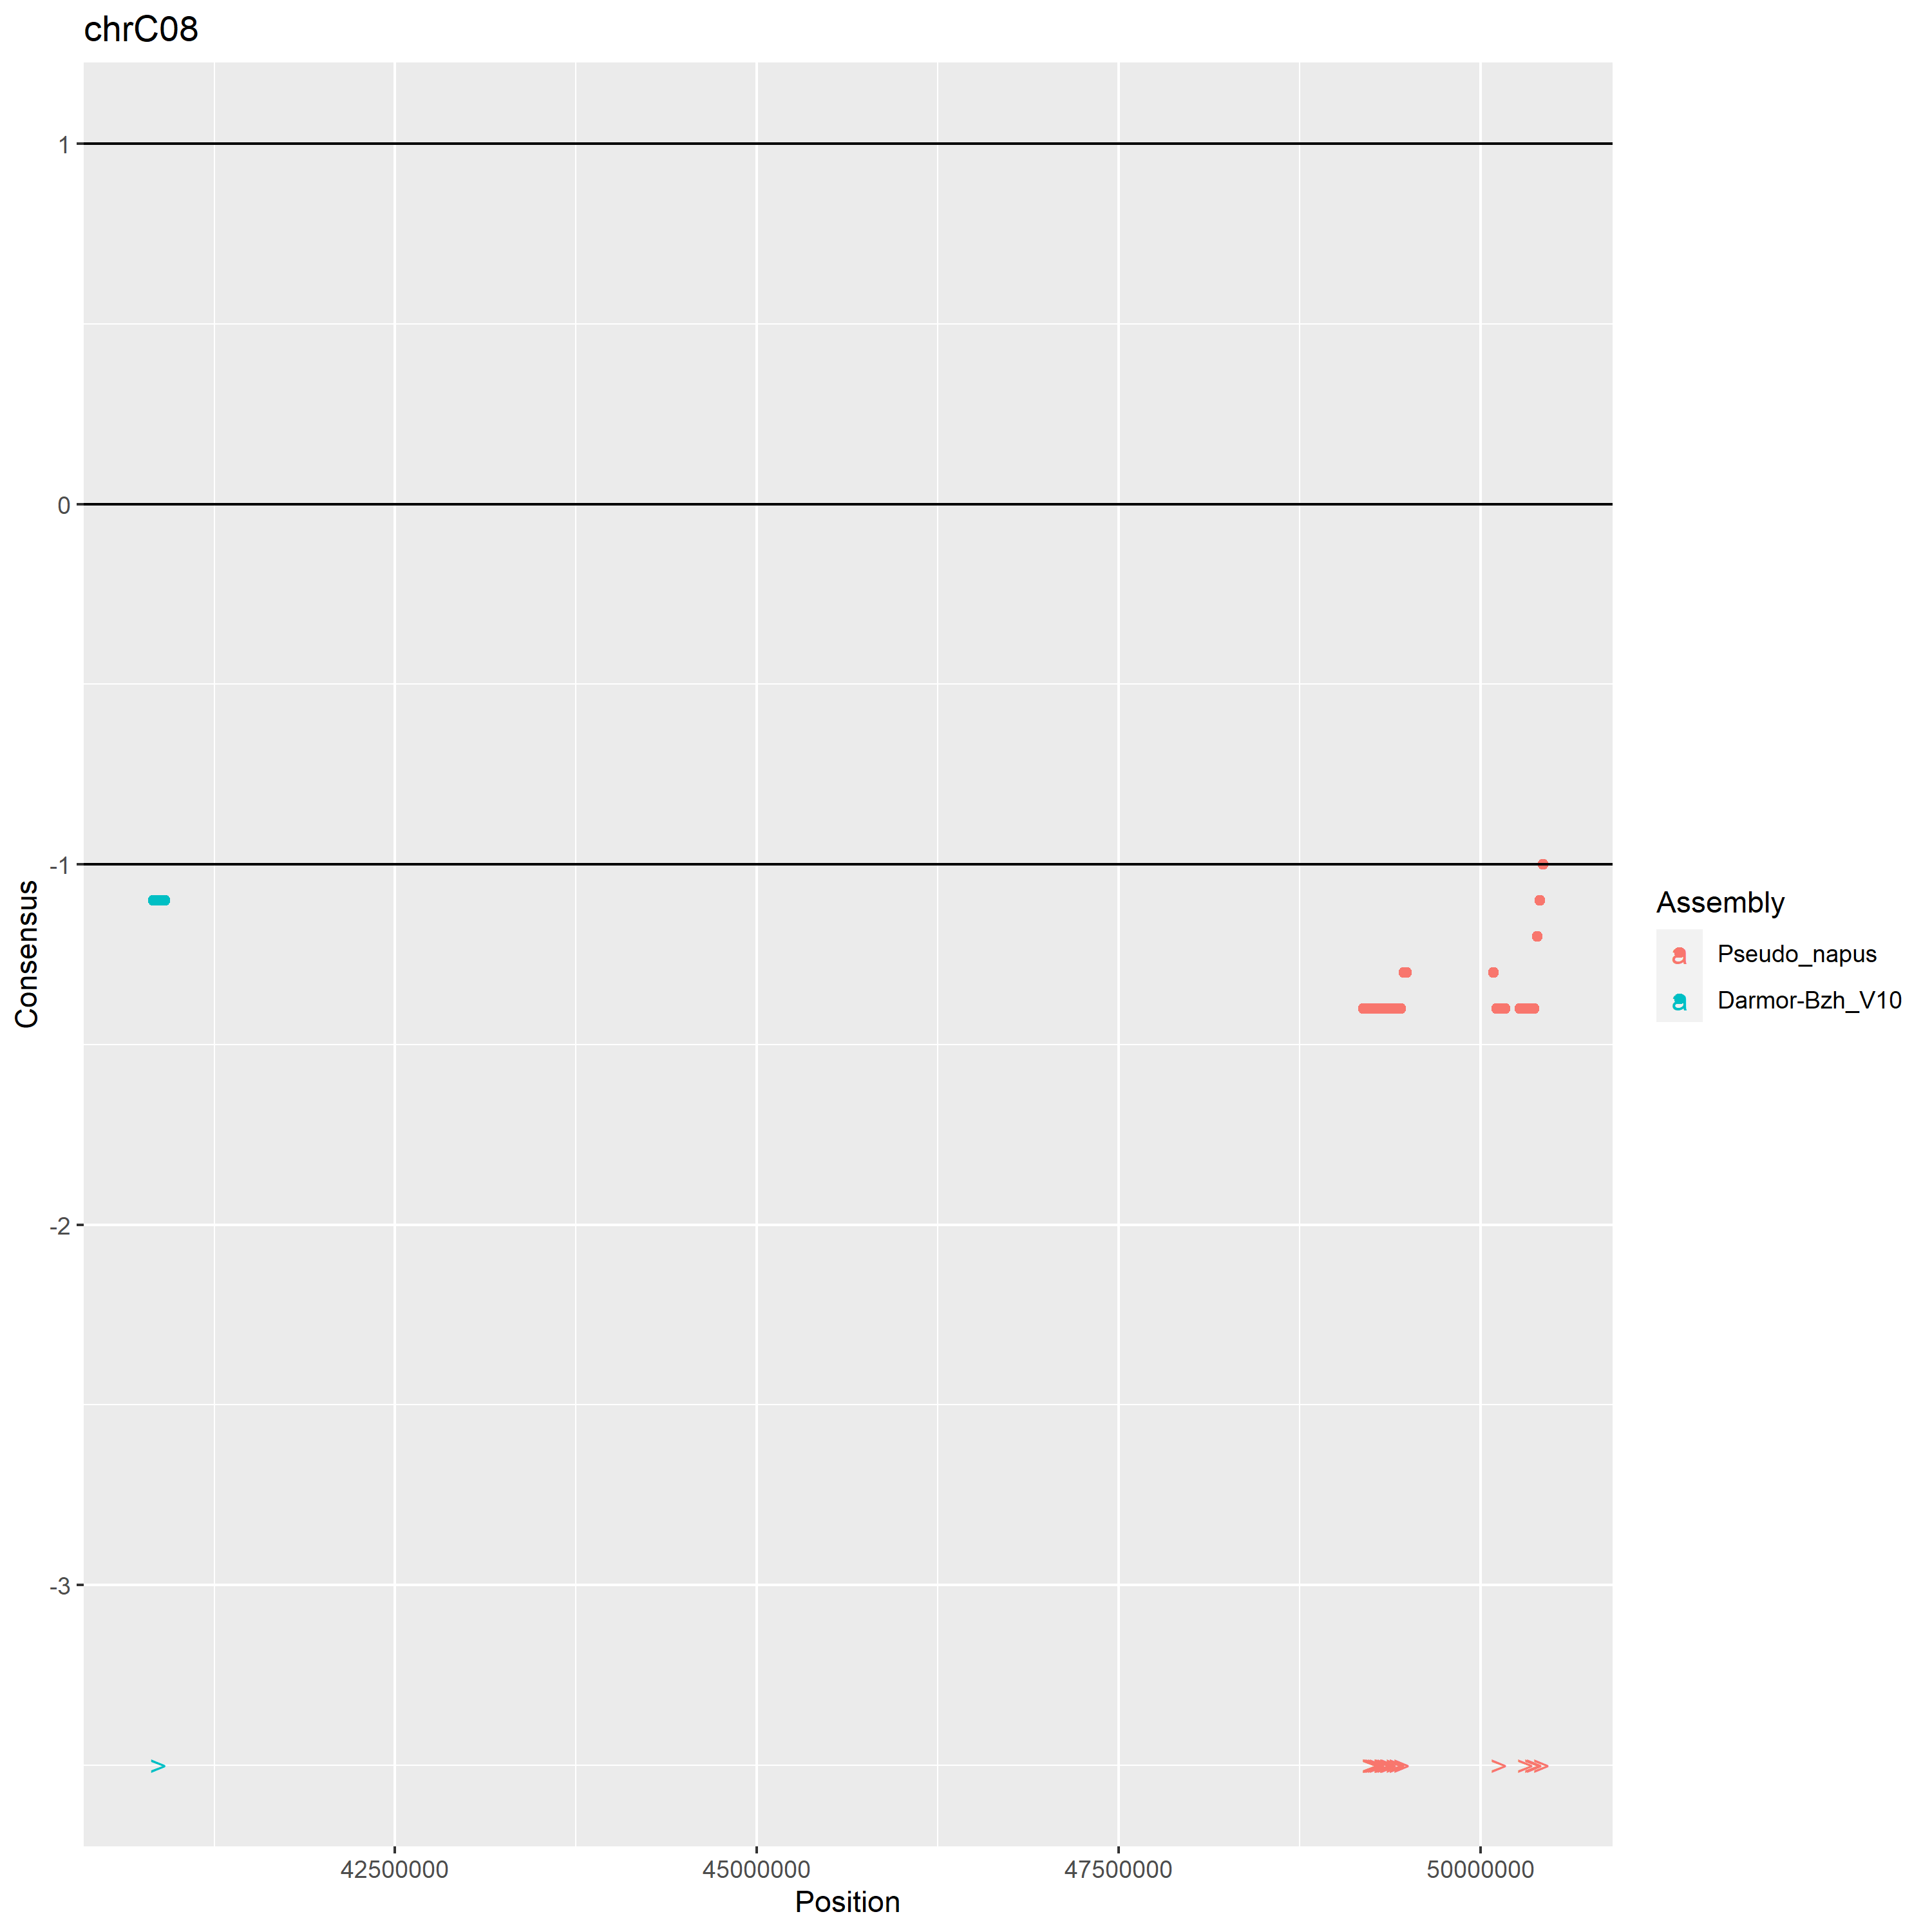 chrC08
1
0
-1
-2
-3
Consensus
42500000 45000000 47500000 50000000
Position
Assembly
a Pseudo_napus
a Darmor-Bzh_V10